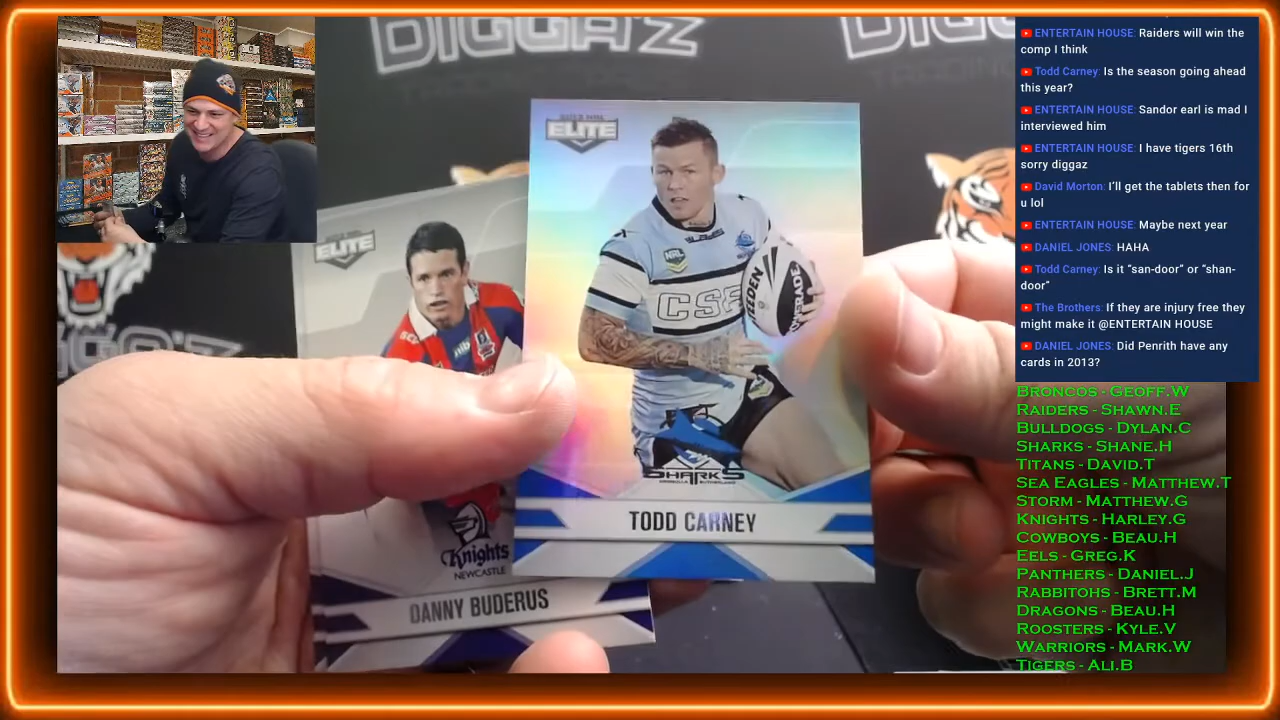 DIGGA'Z
ENTERTAIN HOUSE: Raiders will win the
comp I think
Todd Carney: Is the season going ahead
this year?
ENTERTAIN HOUSE: Sandor earl is mad I
interviewed him
ENTERTAIN HOUSE: I have tigers 16th
sorry diggaz
David Morton: I'll get the tablets then for
u lol
ENTERTAIN HOUSE: Maybe next year
DANIEL JONES: HAHA
Todd Carney: Is it "san-door" or "shan-
door"
The Brothers: If they are injury free they
might make it @ENTERTAIN HOUSE
DANIEL JONES: Did Penrith have any
cards in 2013?
BRONCOS - GEOFF.W
RAIDERS - SHAWN.E
BULLDOGS - DYLAN.C
SHARKS - SHANE.H
TITANS - DAVID.T
SEA EAGLES - MATTHEW.T
STORM - MATTHEW.G
KNIGHTS - HARLEY.G
COWBOYS - BEAU.H
EELS - GREG.K
PANTHERS - DANIEL.J
RABBITOHS - BRETT.M
DRAGONS - BEAU.H
ROOSTERS - KYLE.V
WARRIORS - MARK.W
TIGERS - ALI.B
ELITE
NRL
STEEDEN
SHARKS
TODD CARNEY
ELITE
Knights
NEWCASTLE
DANNY BUDERUS